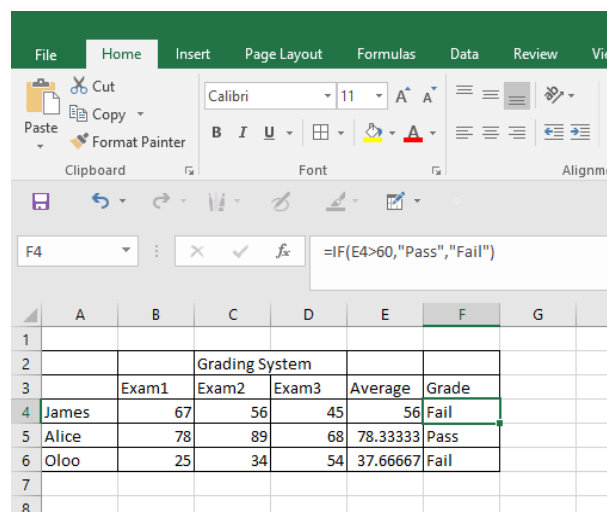 File Home Insert Page Layout Formulas Data Review
Cut
Copy
Paste
Format Painter
Calibri 11 A A
B I U A
Clipboard Font
F4 fx =IF(E4>60,"Pass","Fail")
A B C D E F G
1
2 Grading System
3 Exam1 Exam2 Exam3 Average Grade
4 James 67 56 45 56 Fail
5 Alice 78 89 68 78.33333 Pass
6 Oloo 25 34 54 37.66667 Fail
7
8